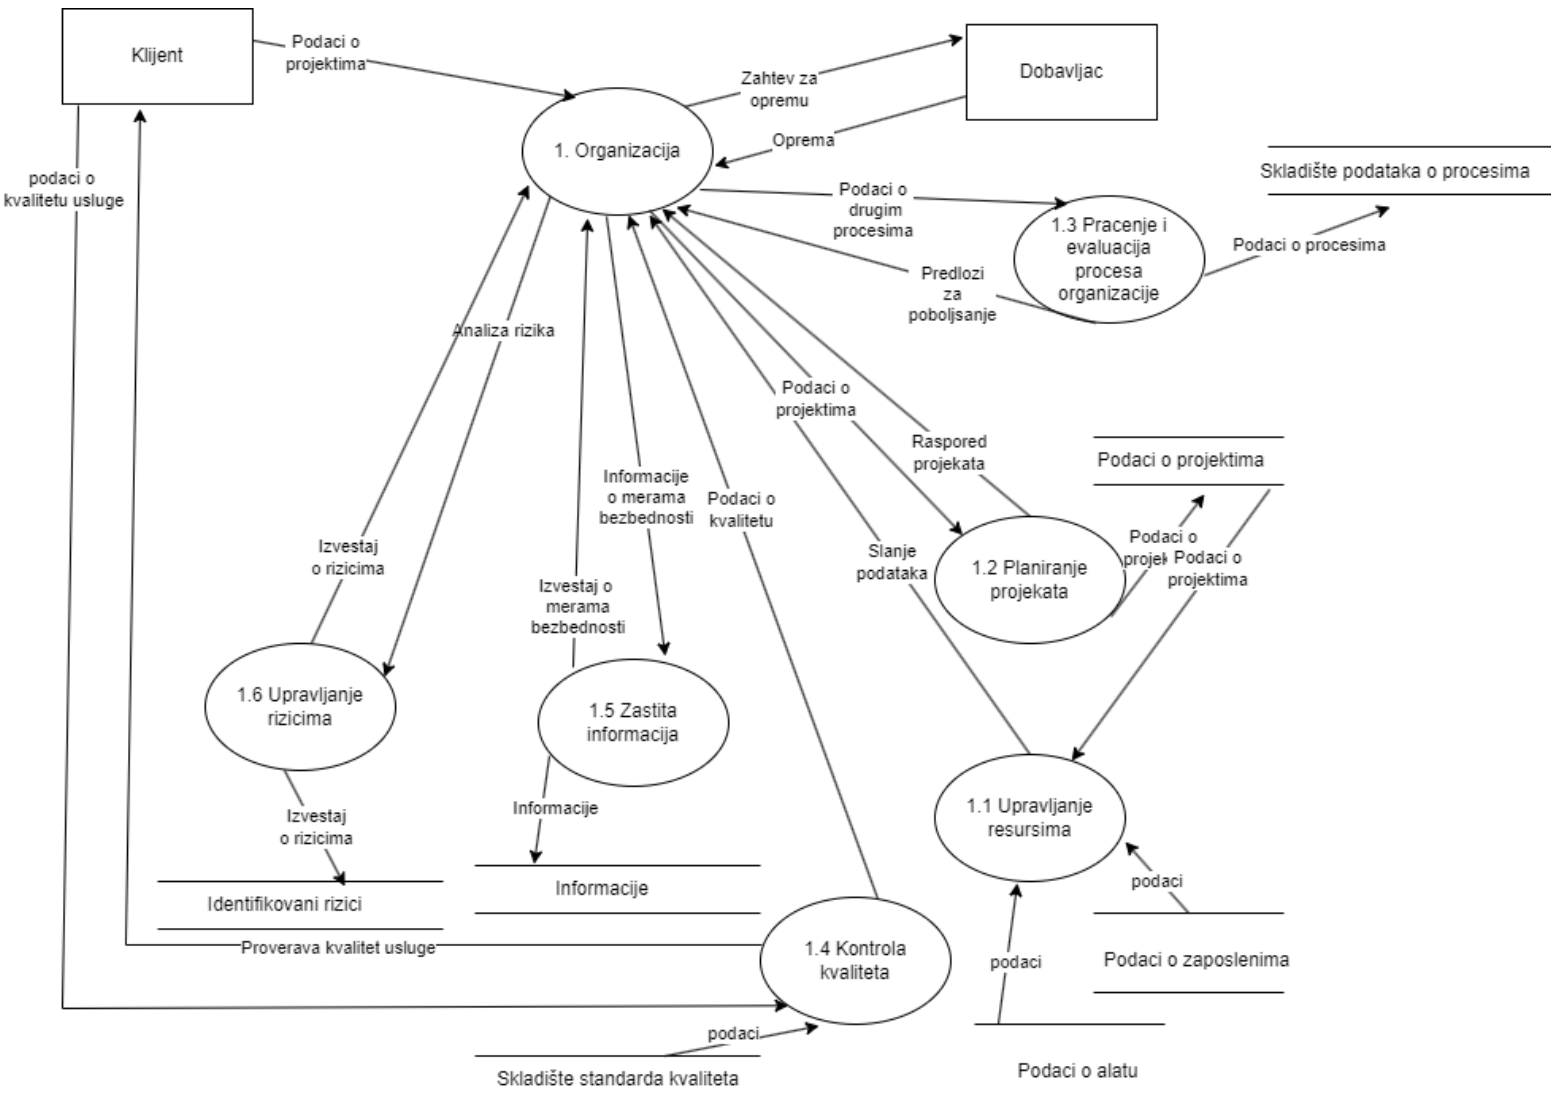 Klijent
Podaci o
projektima
Zahtev za
opremu
Dobavljac
Oprema
1. Organizacija
podaci o
kvalitetu usluge
Podaci o
drugim
procesima
Skladište podataka o procesima
1.3 Pracenje i
evaluacija
procesa
organizacije
Podaci o procesima
Predlozi
za
poboljsanje
Analiza rizika
Podaci o
projektima
Raspored
projekata
Podaci o projektima
Informacije
o merama
bezbednosti
Podaci o
kvalitetu
Izvestaj
o rizicima
Slanje
podataka
1.2 Planiranje
projekata
Podaci o
projek
Podaci o
projektima
Izvestaj o
merama
bezbednosti
1.6 Upravljanje
rizicima
1.5 Zastita
informacija
Informacije
Izvestaj
o rizicima
1.1 Upravljanje
resursima
podaci
Identifikovani rizici
Informacije
Proverava kvalitet usluge
1.4 Kontrola
kvaliteta
podaci
Podaci o zaposlenima
podaci
Skladište standarda kvaliteta
Podaci o alatu